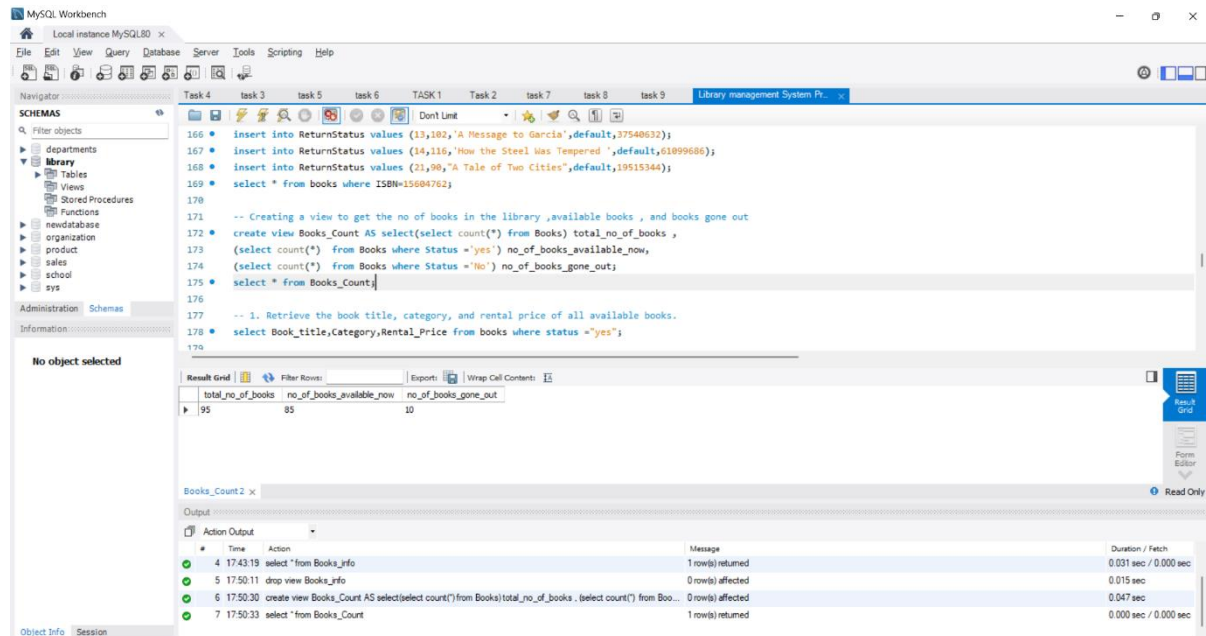 MySQL Workbench
Local instance MySQL80 ×
File Edit View Query Database Server Tools Scripting Help
Navigator
Task 4 task 3 task 5 task 6 TASK 1 Task 2 task 7 task 8 task 9 Library management System Pr... ×
SCHEMAS
Filter objects
departments
library
Tables
Views
Stored Procedures
Functions
newdatabase
organization
product
sales
school
sys
Administration Schemas
Information
No object selected
Object Info Session
Don't Limit
166 insert into ReturnStatus values (13,102,'A Message to Garcia',default,37540632);
167 insert into ReturnStatus values (14,116,'How the Steel Was Tempered ',default,61099686);
168 insert into ReturnStatus values (21,90,"A Tale of Two Cities",default,19515344);
169 select * from books where ISBN=15604762;
170
171 -- Creating a view to get the no of books in the library ,available books , and books gone out
172 create view Books_Count AS select(select count(*) from Books) total_no_of_books ,
173 (select count(*)  from Books where Status ='yes') no_of_books_available_now,
174 (select count(*)  from Books where Status ='No') no_of_books_gone_out;
175 select * from Books_Count;
176
177 -- 1. Retrieve the book title, category, and rental price of all available books.
178 select Book_title,Category,Rental_Price from books where status ="yes";
179
Result Grid Filter Rows: Export: Wrap Cell Content:
total_no_of_books no_of_books_available_now no_of_books_gone_out
95 85 10
Result Grid
Form Editor
Books_Count 2 × Read Only
Output
Action Output
# Time Action Message Duration / Fetch
4 17:43:19 select * from Books_info 1 row(s) returned 0.031 sec / 0.000 sec
5 17:50:11 drop view Books_info 0 row(s) affected 0.015 sec
6 17:50:30 create view Books_Count AS select(select count(*) from Books) total_no_of_books , (select count(*) from Boo... 0 row(s) affected 0.047 sec
7 17:50:33 select * from Books_Count 1 row(s) returned 0.000 sec / 0.000 sec